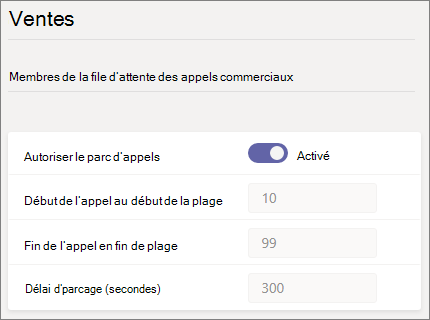 Ventes
Membres de la file d'attente des appels commerciaux
Autoriser le parc d'appels
Activé
Début de l'appel au début de la plage
10
Fin de l'appel en fin de plage
99
Délai d'parcage (secondes)
300